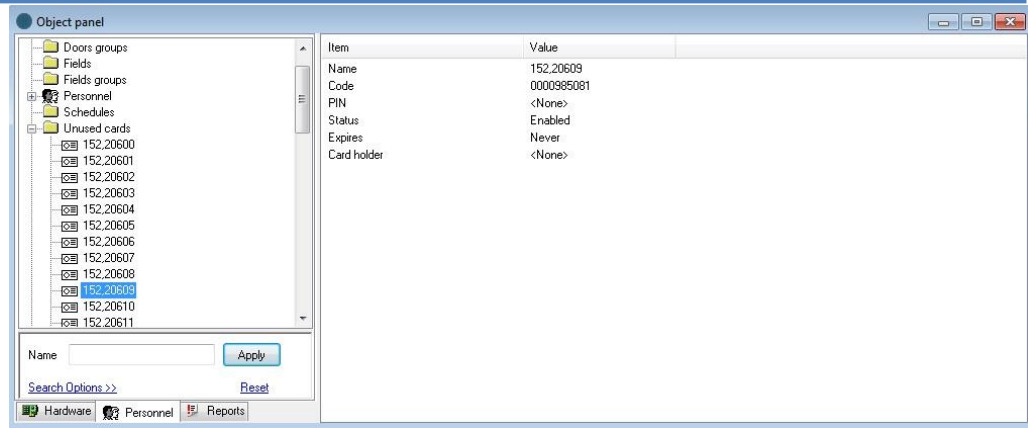 Object panel
Doors groups
Fields
Fields groups
Personnel
Schedules
Unused cards
152,20600
152,20601
152,20602
152,20603
152,20604
152,20605
152,20606
152,20607
152,20608
152,20609
152,20610
152,20611
Name
Apply
Search Options >>
Reset
Hardware
Personnel
Reports
Item Value
Name 152,20609
Code 0000985081
PIN <None>
Status Enabled
Expires Never
Card holder <None>